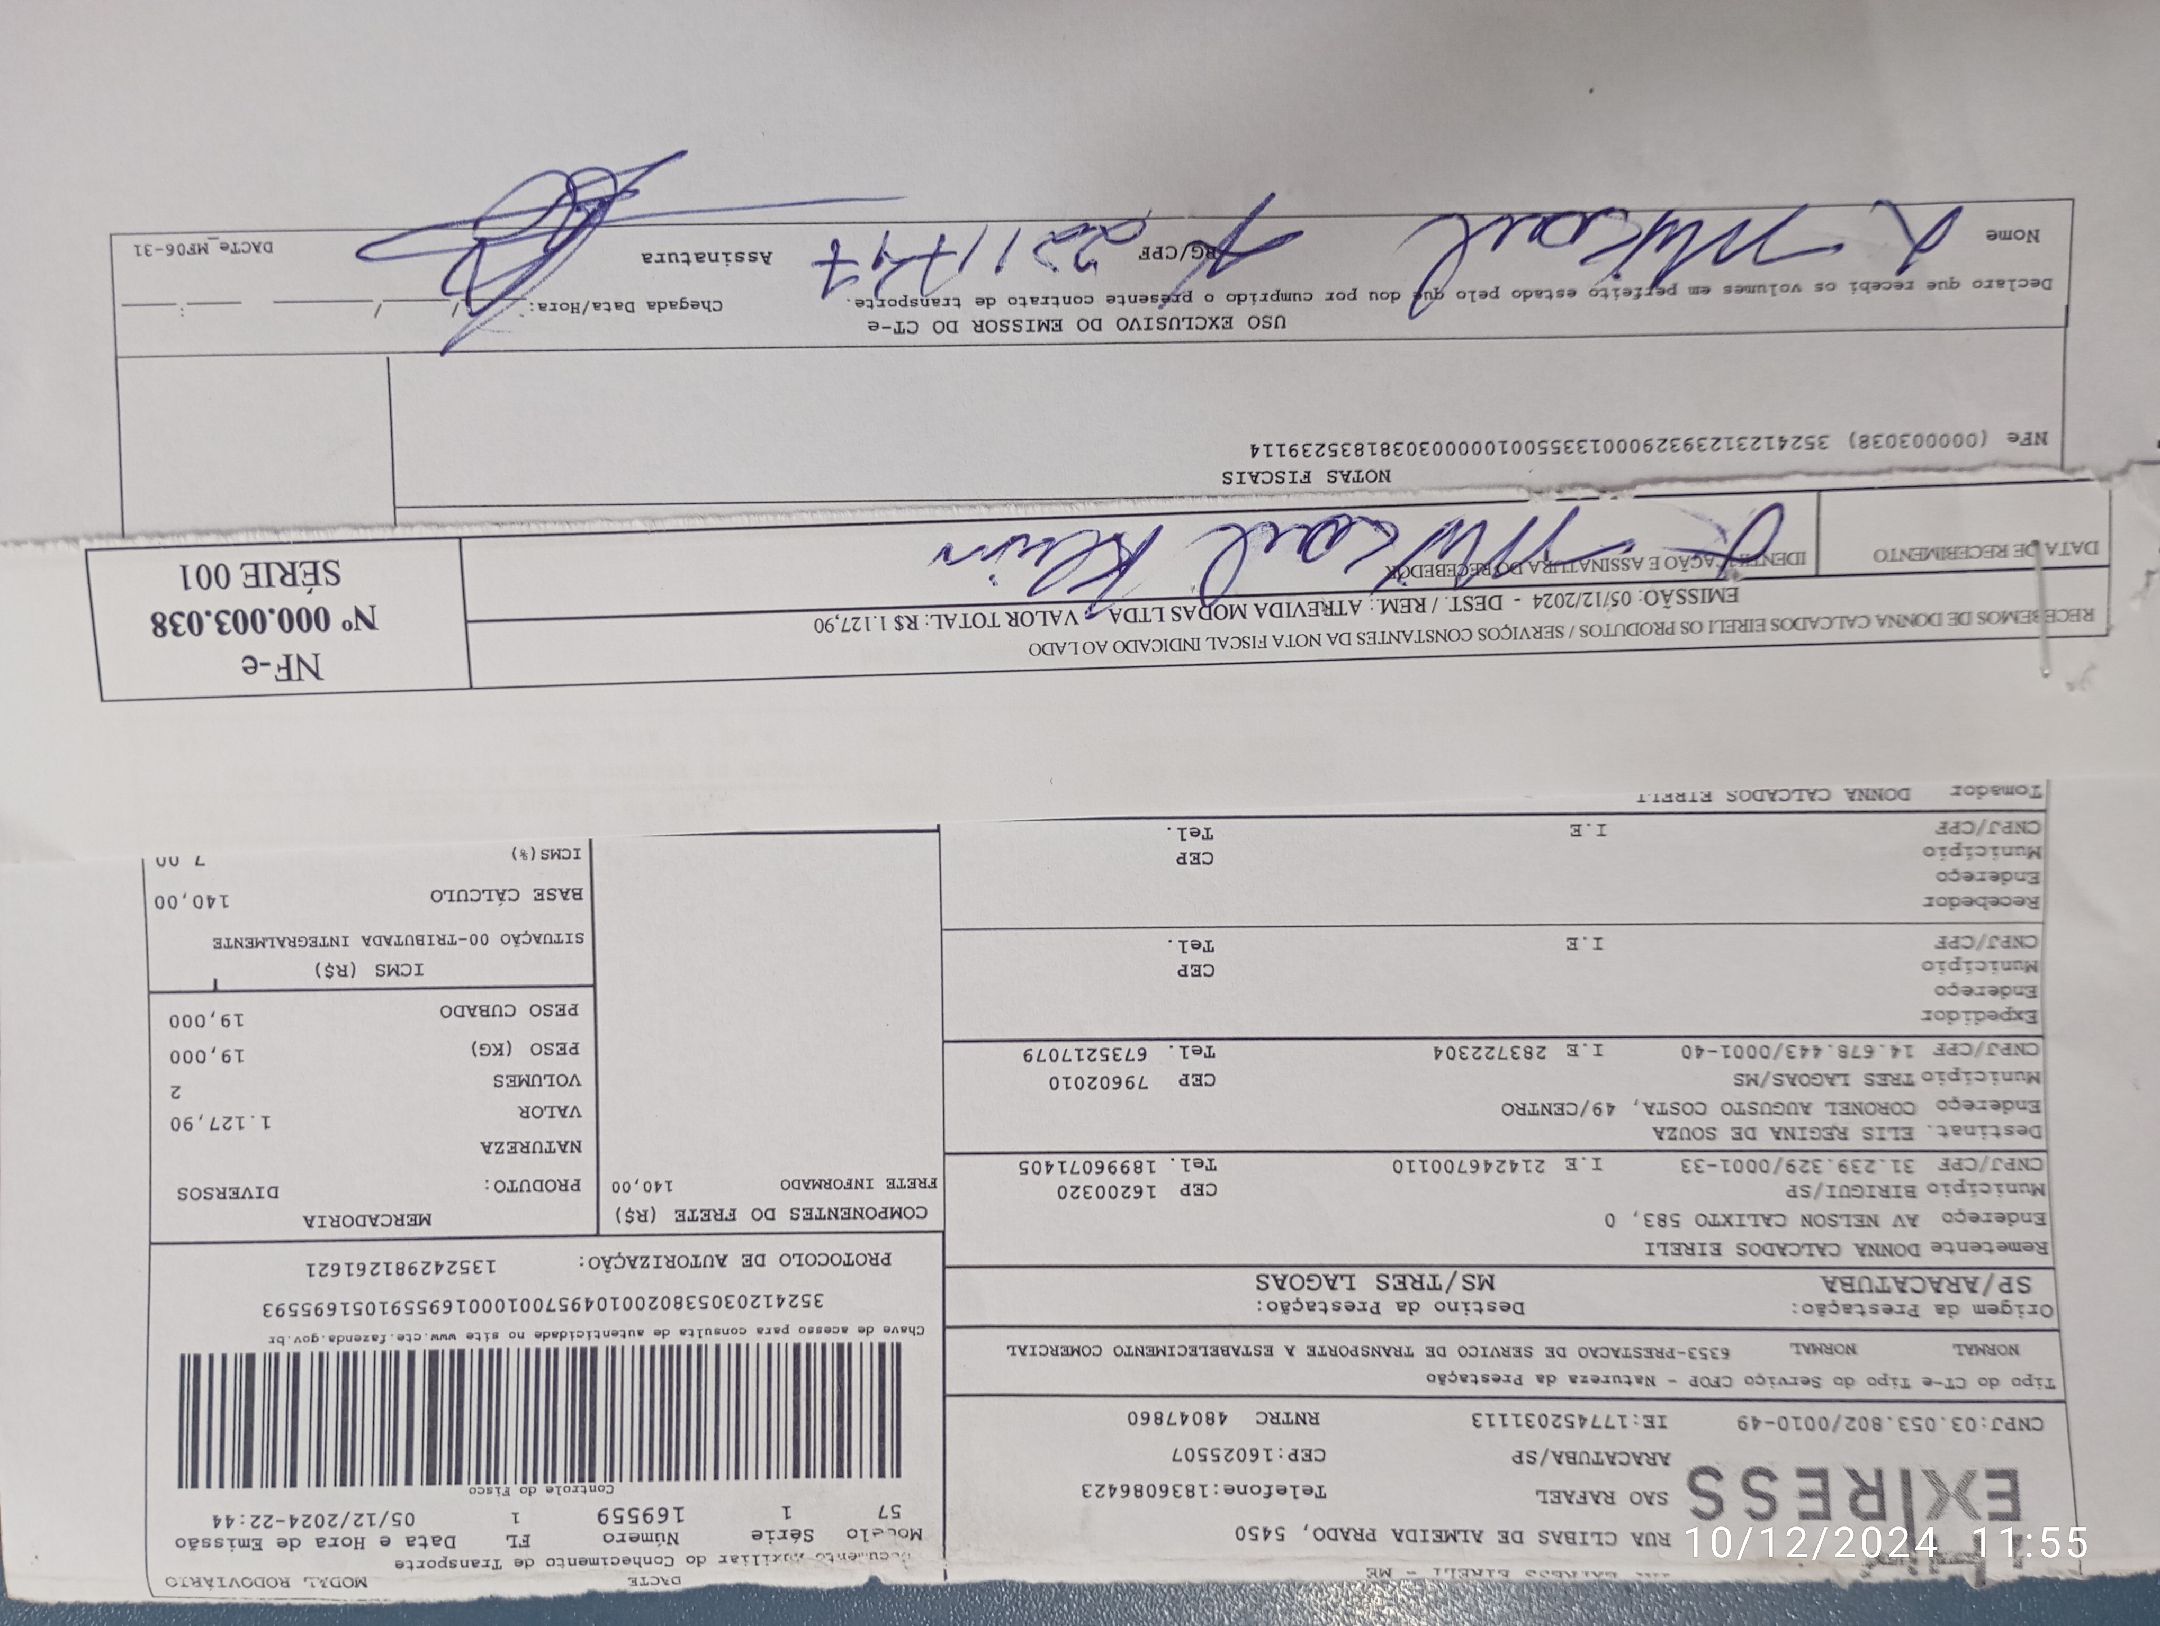 DACTE
MODAL RODOVIÁRIO
Documento Auxiliar do Conhecimento de Transporte
Modelo Série Número FL Data e Hora de Emissão
57 1 169559 1 05/12/2024-22:44
Controle do Fisco
EIRELI - ME
EXPRESS
RUA CLIBAS DE ALMEIDA PRADO, 5450
SAO RAFAEL Telefone:1836086423
ARACATUBA/SP CEP:16025507
CNPJ:03.053.802/0010-49 IE:177452031113 RNTRC 48047860
Tipo do CT-e Tipo do Serviço CFOP - Natureza da Prestação
NORMAL NORMAL 6353-PRESTACAO DE SERVICO DE TRANSPORTE A ESTABELECIMENTO COMERCIAL
Chave de acesso para consulta de autenticidade no site www.cte.fazenda.gov.br
35241203053802001049570010001695591051695593
PROTOCOLO DE AUTORIZAÇÃO: 135242981261621
Origem da Prestação: Destino da Prestação:
SP/ARACATUBA MS/TRES LAGOAS
Remetente DONNA CALCADOS EIRELI
Endereço AV NELSON CALIXTO 583, 0
Município BIRIGUI/SP CEP 16200320
CNPJ/CPF 31.239.329/0001-33 I.E 214246700110 Tel. 18996071405
Destinat. ELIS REGINA DE SOUZA
Endereço CORONEL AUGUSTO COSTA, 49/CENTRO
Município TRES LAGOAS/MS CEP 79602010
CNPJ/CPF 14.678.443/0001-40 I.E 283722304 Tel. 6735217079
Expedidor
Endereço
Município CEP
CNPJ/CPF I.E Tel.
Recebedor
Endereço
Município CEP
CNPJ/CPF I.E Tel.
Tomador DONNA CALCADOS EIRELI
COMPONENTES DO FRETE (R$)
FRETE INFORMADO 140,00
MERCADORIA
PRODUTO: DIVERSOS
NATUREZA
VALOR 1.127,90
VOLUMES 2
PESO (KG) 19,000
PESO CUBADO 19,000
ICMS (R$)
SITUAÇÃO 00-TRIBUTADA INTEGRALMENTE
BASE CÁLCULO 140,00
ICMS(%) 7,00
RECEBEMOS DE DONNA CALCADOS EIRELI OS PRODUTOS / SERVIÇOS CONSTANTES DA NOTA FISCAL INDICADO AO LADO
EMISSÃO: 05/12/2024 - DEST. / REM.: ATREVIDA MODAS LTDA - VALOR TOTAL: R$ 1.127,90
DATA DE RECEBIMENTO
IDENTIFICAÇÃO E ASSINATURA DO RECEBEDOR
NF-e
Nº 000.003.038
SÉRIE 001
NOTAS FISCAIS
NFe (000003038) 35241231239329000133550010000030381835239114
USO EXCLUSIVO DO EMISSOR DO CT-e
Declaro que recebi os volumes em perfeito estado pelo que dou por cumprido o presente contrato de transporte.
Chegada Data/Hora: / / :
Nome
RG/CPF
Assinatura
DACTe_MF06-31
10/12/2024 11:55